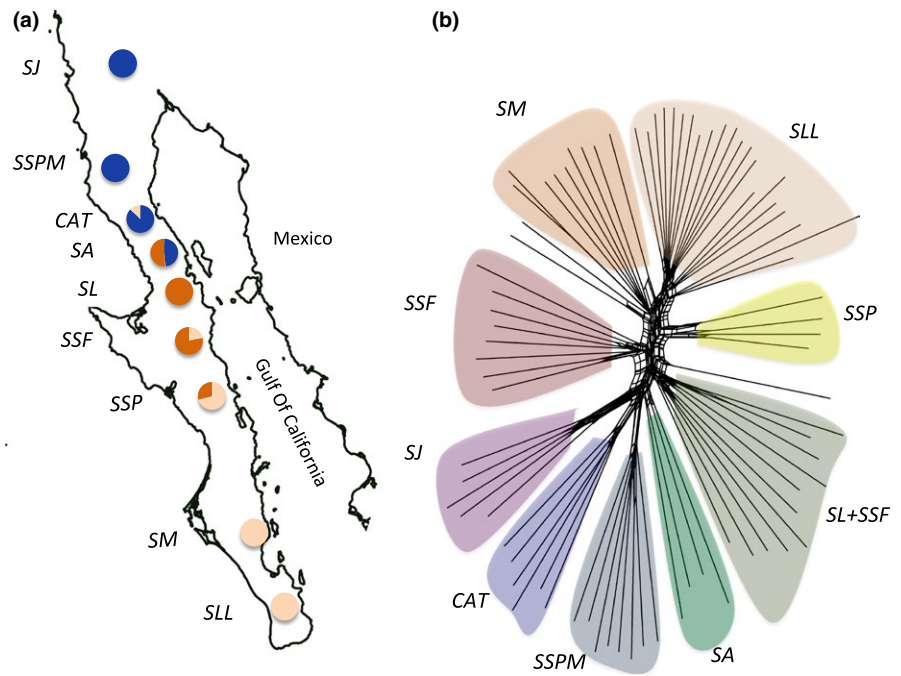 (a)
SJ
SSPM
CAT
SA
SL
SSF
SSP
SM
SLL
Mexico
Gulf Of California
(b)
SM
SLL
SSF
SSP
SJ
SL+SSF
CAT
SSPM
SA